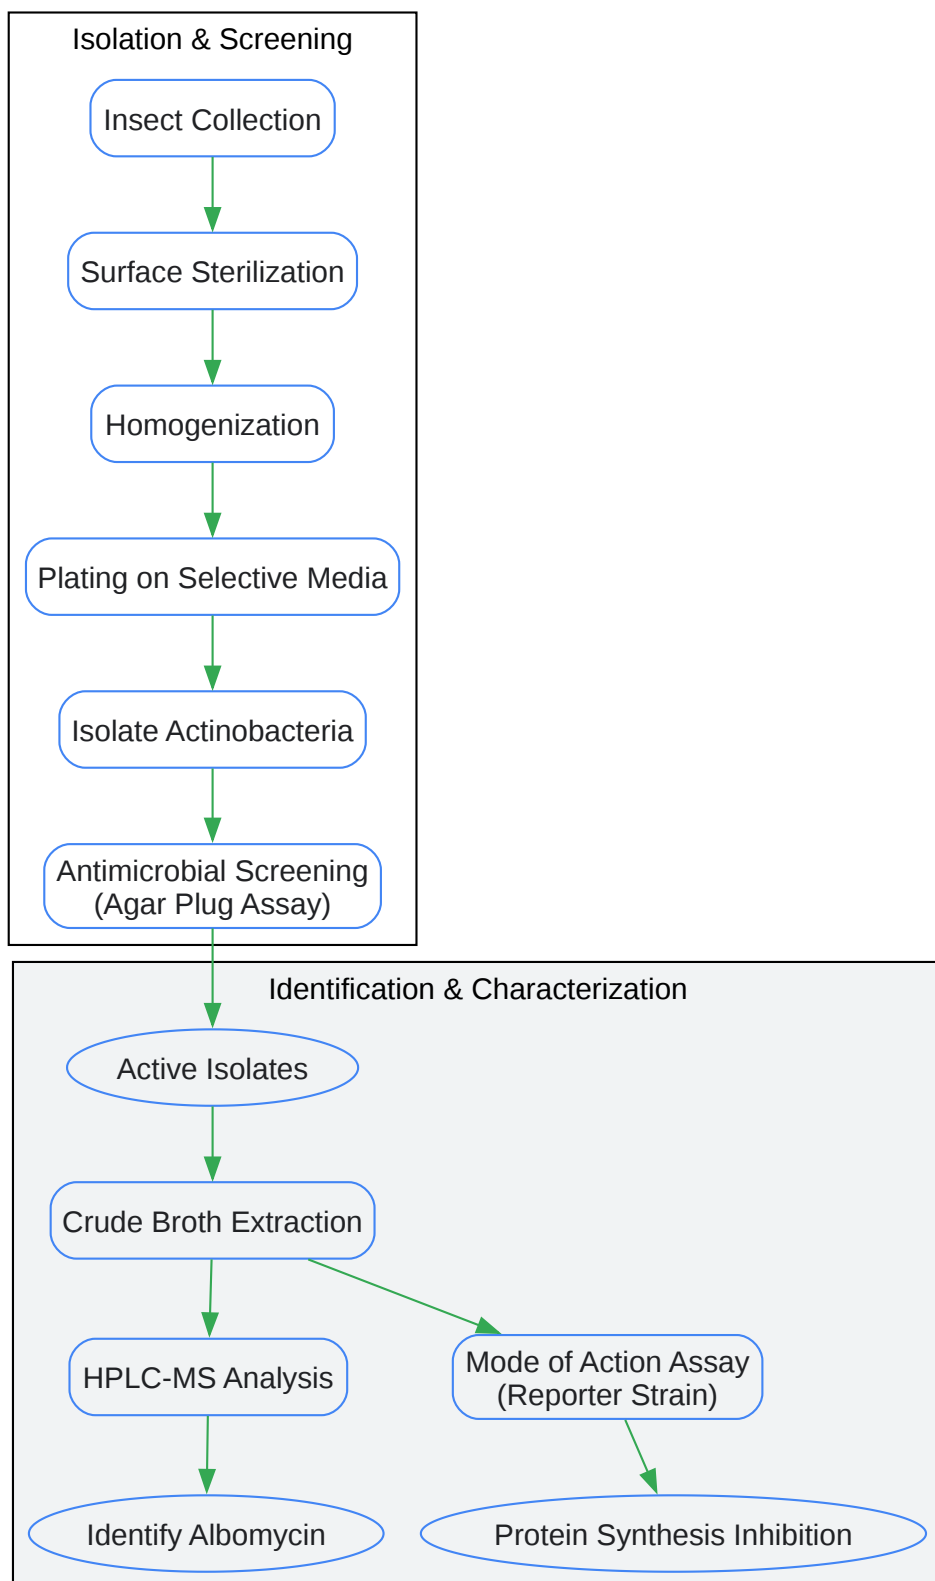 Isolation & Screening
Insect Collection
Surface Sterilization
Homogenization
Plating on Selective Media
Isolate Actinobacteria
Antimicrobial Screening
(Agar Plug Assay)
Identification & Characterization
Active Isolates
Crude Broth Extraction
HPLC-MS Analysis
Mode of Action Assay
(Reporter Strain)
Identify Albomycin
Protein Synthesis Inhibition